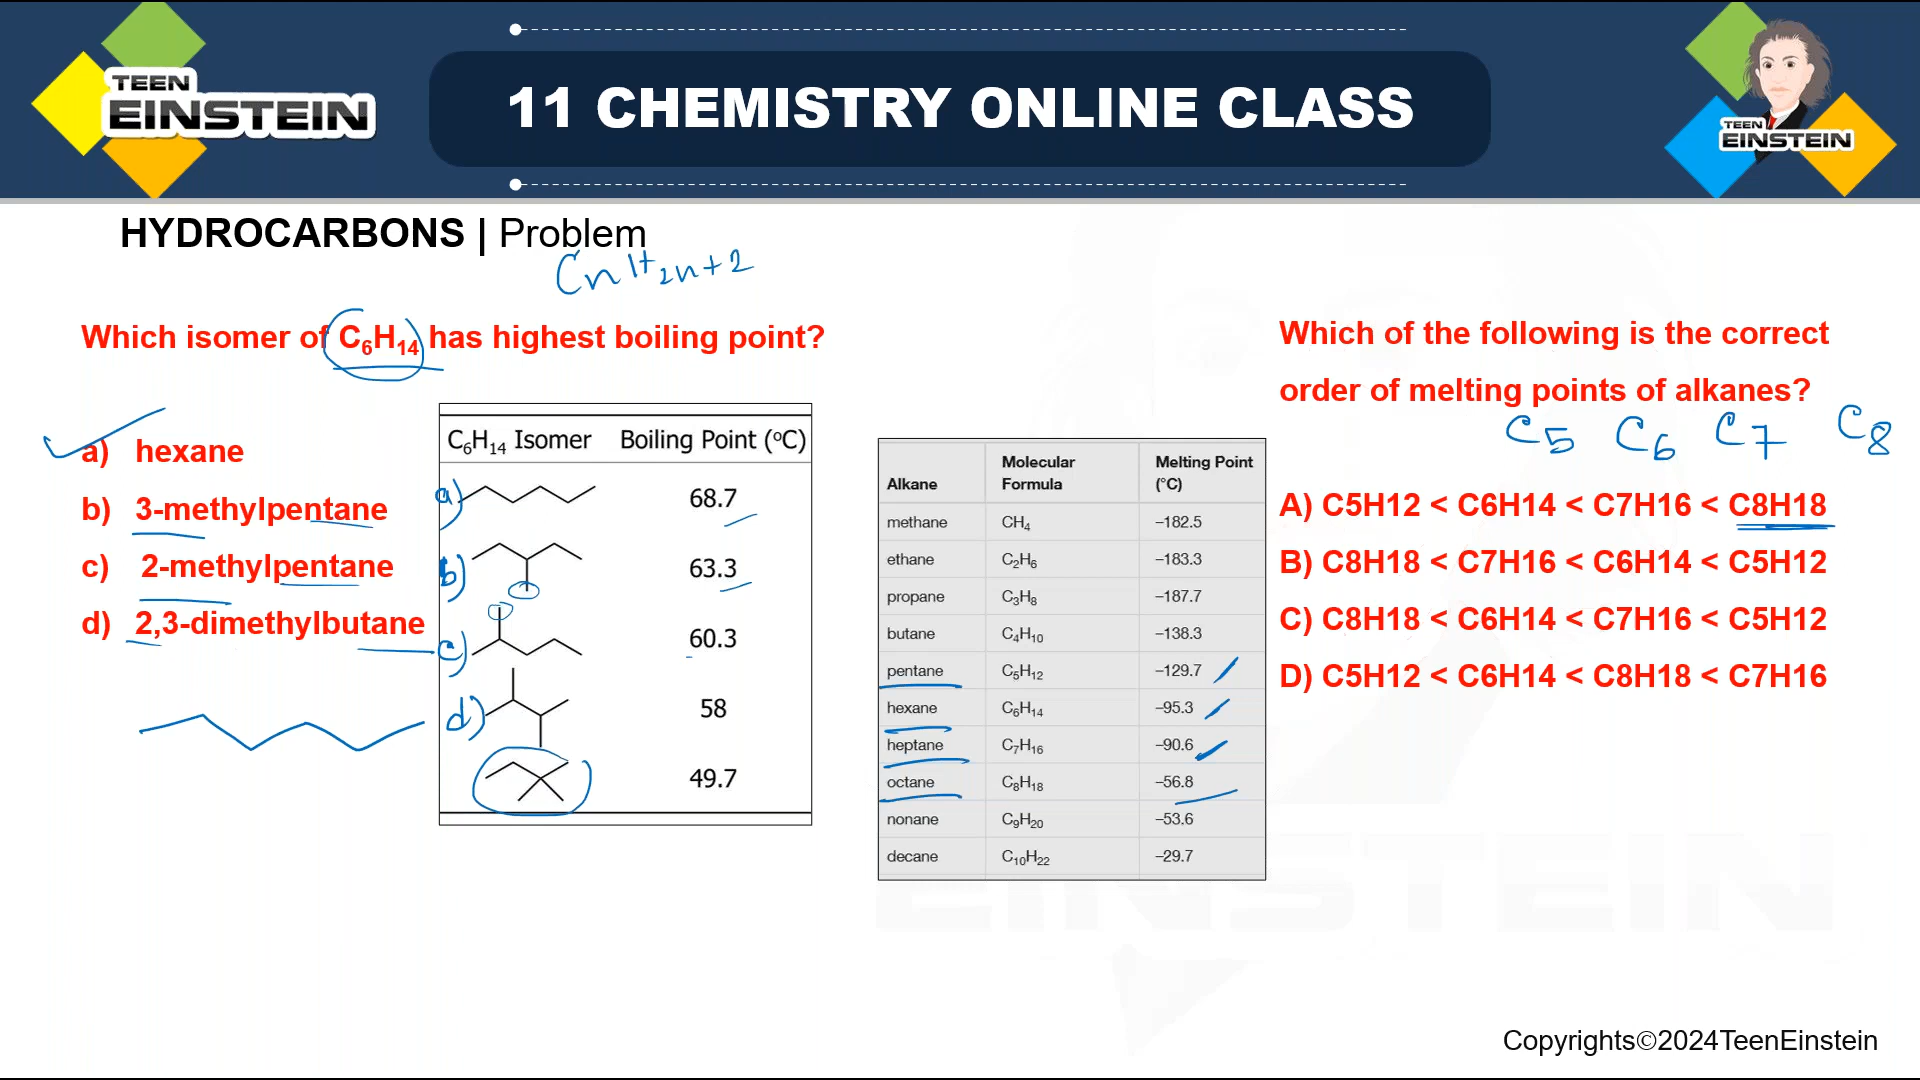 TEEN
EINSTEIN
11 CHEMISTRY ONLINE CLASS
TEEN
EINSTEIN
HYDROCARBONS | Problem
CnH2n+2
Which isomer of C₆H₁₄ has highest boiling point?
a) hexane
b) 3-methylpentane
c) 2-methylpentane
d) 2,3-dimethylbutane
C₆H₁₄ Isomer Boiling Point (ºC)
a) 68.7
b) 63.3
c) 60.3
d) 58
49.7
Alkane Molecular Formula Melting Point (°C)
methane CH₄ –182.5
ethane C₂H₆ –183.3
propane C₃H₈ –187.7
butane C₄H₁₀ –138.3
pentane C₅H₁₂ –129.7
hexane C₆H₁₄ –95.3
heptane C₇H₁₆ –90.6
octane C₈H₁₈ –56.8
nonane C₉H₂₀ –53.6
decane C₁₀H₂₂ –29.7
Which of the following is the correct
order of melting points of alkanes?
C5 C6 C7 C8
A) C5H12 < C6H14 < C7H16 < C8H18
B) C8H18 < C7H16 < C6H14 < C5H12
C) C8H18 < C6H14 < C7H16 < C5H12
D) C5H12 < C6H14 < C8H18 < C7H16
EINSTEIN
Copyrights©2024TeenEinstein